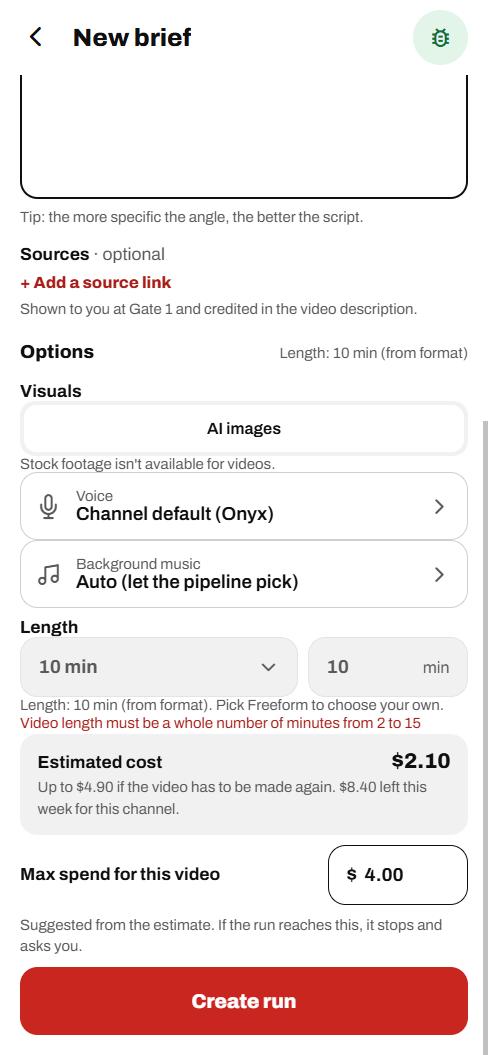 New brief
Tip: the more specific the angle, the better the script.
Sources · optional
+ Add a source link
Shown to you at Gate 1 and credited in the video description.
Options
Length: 10 min (from format)
Visuals
AI images
Stock footage isn't available for videos.
Voice
Channel default (Onyx)
Background music
Auto (let the pipeline pick)
Length
10 min
10 min
Length: 10 min (from format). Pick Freeform to choose your own.
Video length must be a whole number of minutes from 2 to 15
Estimated cost
$2.10
Up to $4.90 if the video has to be made again. $8.40 left this
week for this channel.
Max spend for this video
$ 4.00
Suggested from the estimate. If the run reaches this, it stops and
asks you.
Create run